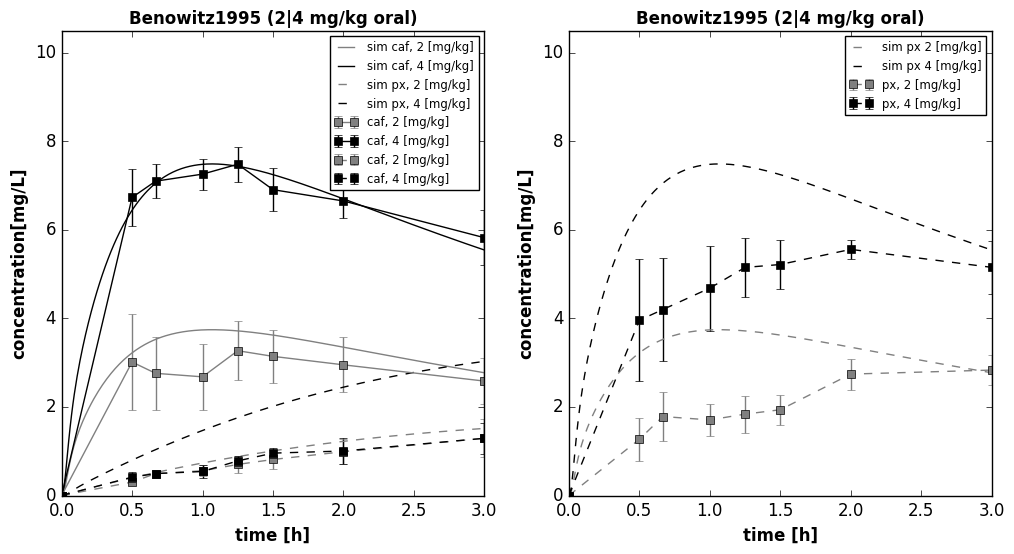 Benowitz1995 (2|4 mg/kg oral)
concentration[mg/L]
10
8
6
4
2
0
sim caf, 2 [mg/kg]
sim caf, 4 [mg/kg]
sim px, 2 [mg/kg]
sim px, 4 [mg/kg]
caf, 2 [mg/kg]
caf, 4 [mg/kg]
caf, 2 [mg/kg]
caf, 4 [mg/kg]
0.0 0.5 1.0 1.5 2.0 2.5 3.0
time [h]
Benowitz1995 (2|4 mg/kg oral)
concentration[mg/L]
10
8
6
4
2
0
sim px 2 [mg/kg]
sim px 4 [mg/kg]
px, 2 [mg/kg]
px, 4 [mg/kg]
0.0 0.5 1.0 1.5 2.0 2.5 3.0
time [h]